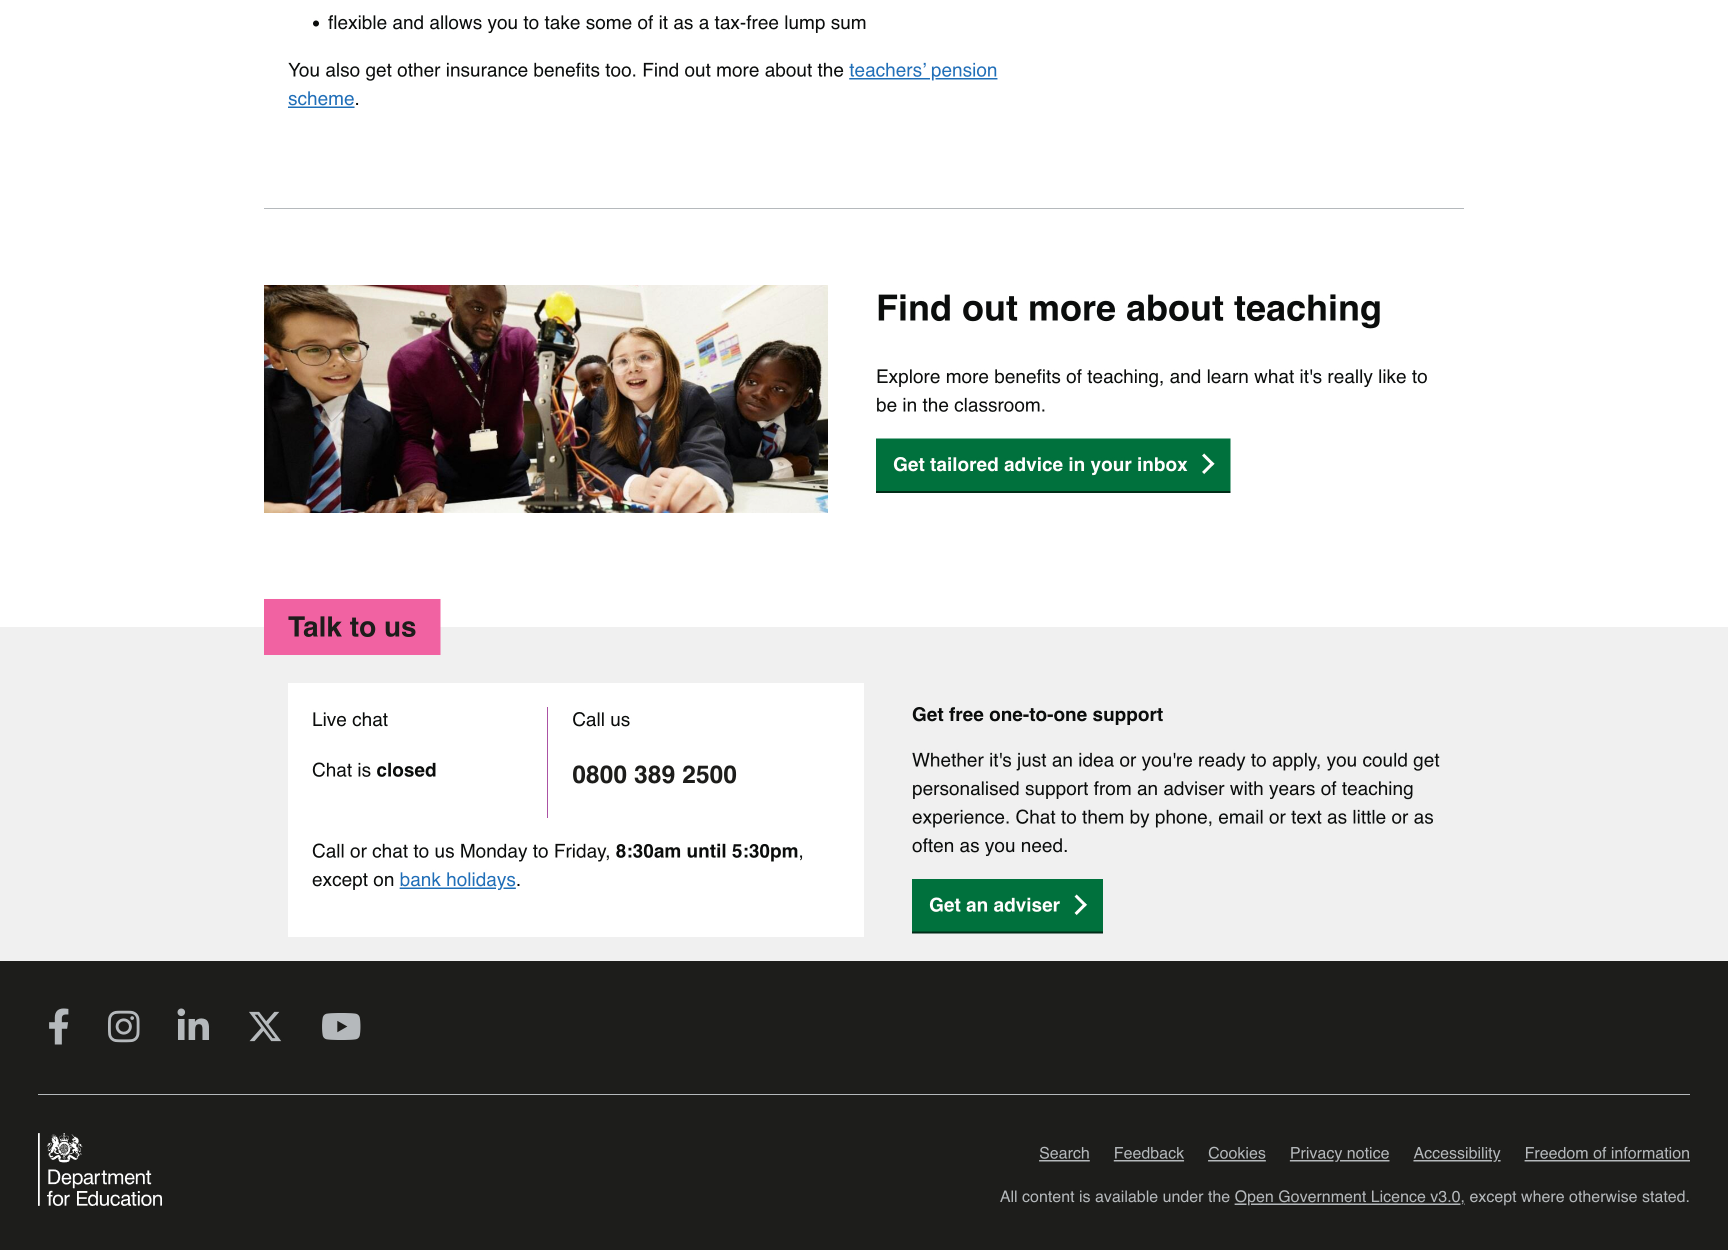 • flexible and allows you to take some of it as a tax-free lump sum
You also get other insurance benefits too. Find out more about the teachers’ pension
scheme.
Find out more about teaching
Explore more benefits of teaching, and learn what it's really like to
be in the classroom.
Get tailored advice in your inbox
Talk to us
Live chat
Chat is closed
Call us
0800 389 2500
Call or chat to us Monday to Friday, 8:30am until 5:30pm,
except on bank holidays.
Get free one-to-one support
Whether it's just an idea or you're ready to apply, you could get
personalised support from an adviser with years of teaching
experience. Chat to them by phone, email or text as little or as
often as you need.
Get an adviser
Department
for Education
Search Feedback Cookies Privacy notice Accessibility Freedom of information
All content is available under the Open Government Licence v3.0, except where otherwise stated.